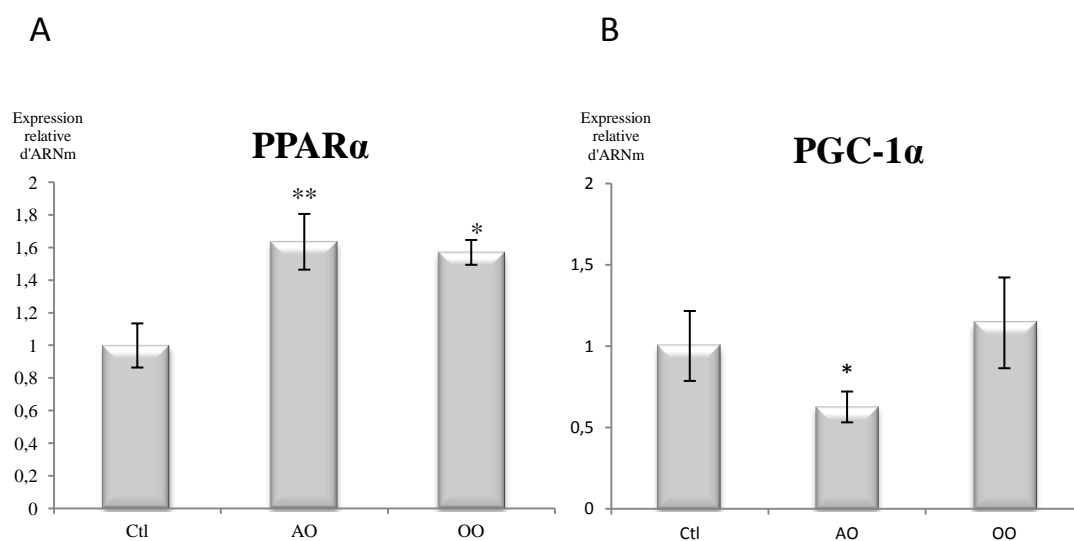 A
Expression
relative
d'ARNm
PPARα
2
1,8
1,6
1,4
1,2
1
0,8
0,6
0,4
0,2
0
**
*
Ctl
AO
OO
B
Expression
relative
d'ARNm
PGC-1α
2
1,5
1
0,5
0
*
Ctl
AO
OO